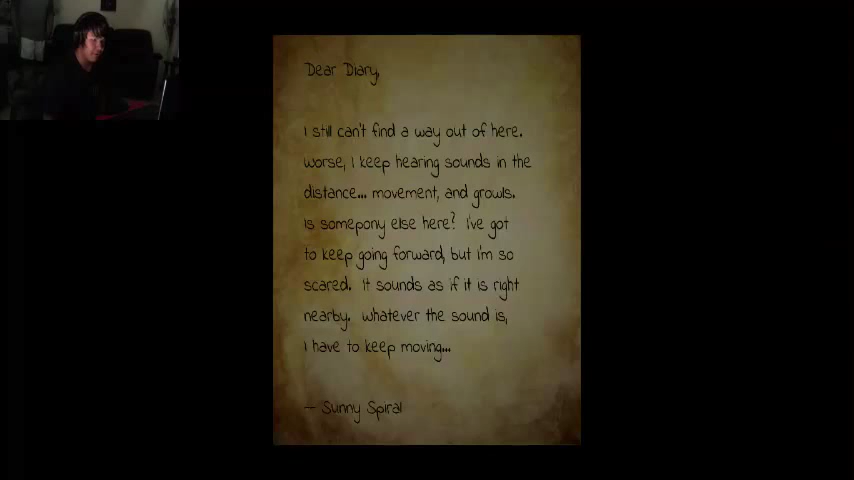 Dear Diary,
I still can't find a way out of here.
Worse, I keep hearing sounds in the
distance... movement, and growls.
Is somepony else here? I've got
to keep going forward, but I'm so
scared. It sounds as if it is right
nearby. Whatever the sound is,
I have to keep moving...
— Sunny Spiral